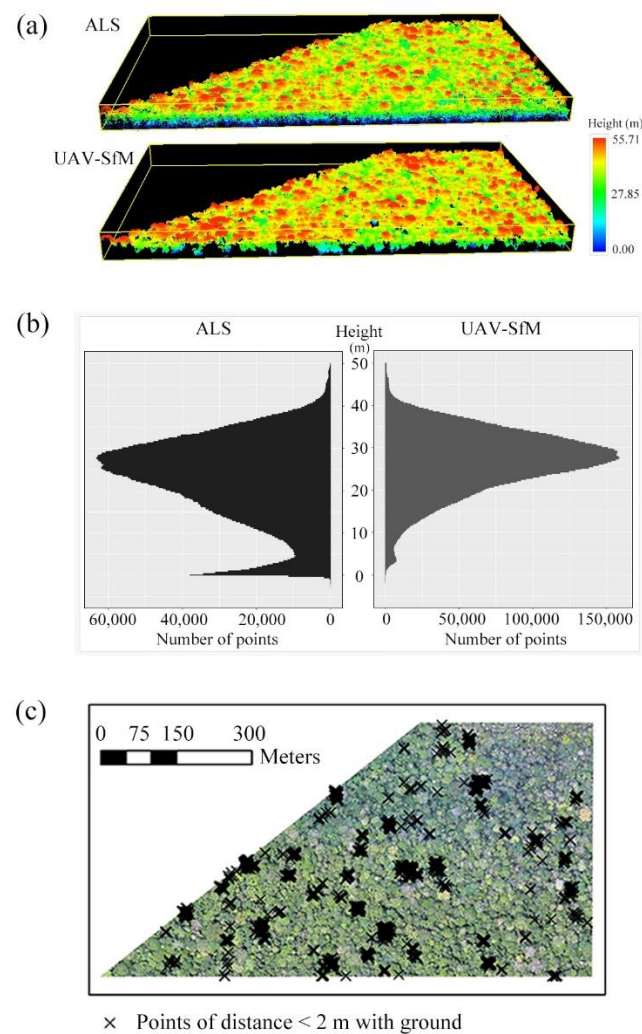 (a)
ALS
UAV-SfM
Height (m)
55.71
27.85
0.00
(b)
ALS
Height
(m)
UAV-SfM
50
40
30
20
10
0
60,000 40,000 20,000 0
0 50,000 100,000 150,000
Number of points
Number of points
(c)
0 75 150 300
Meters
× Points of distance < 2 m with ground